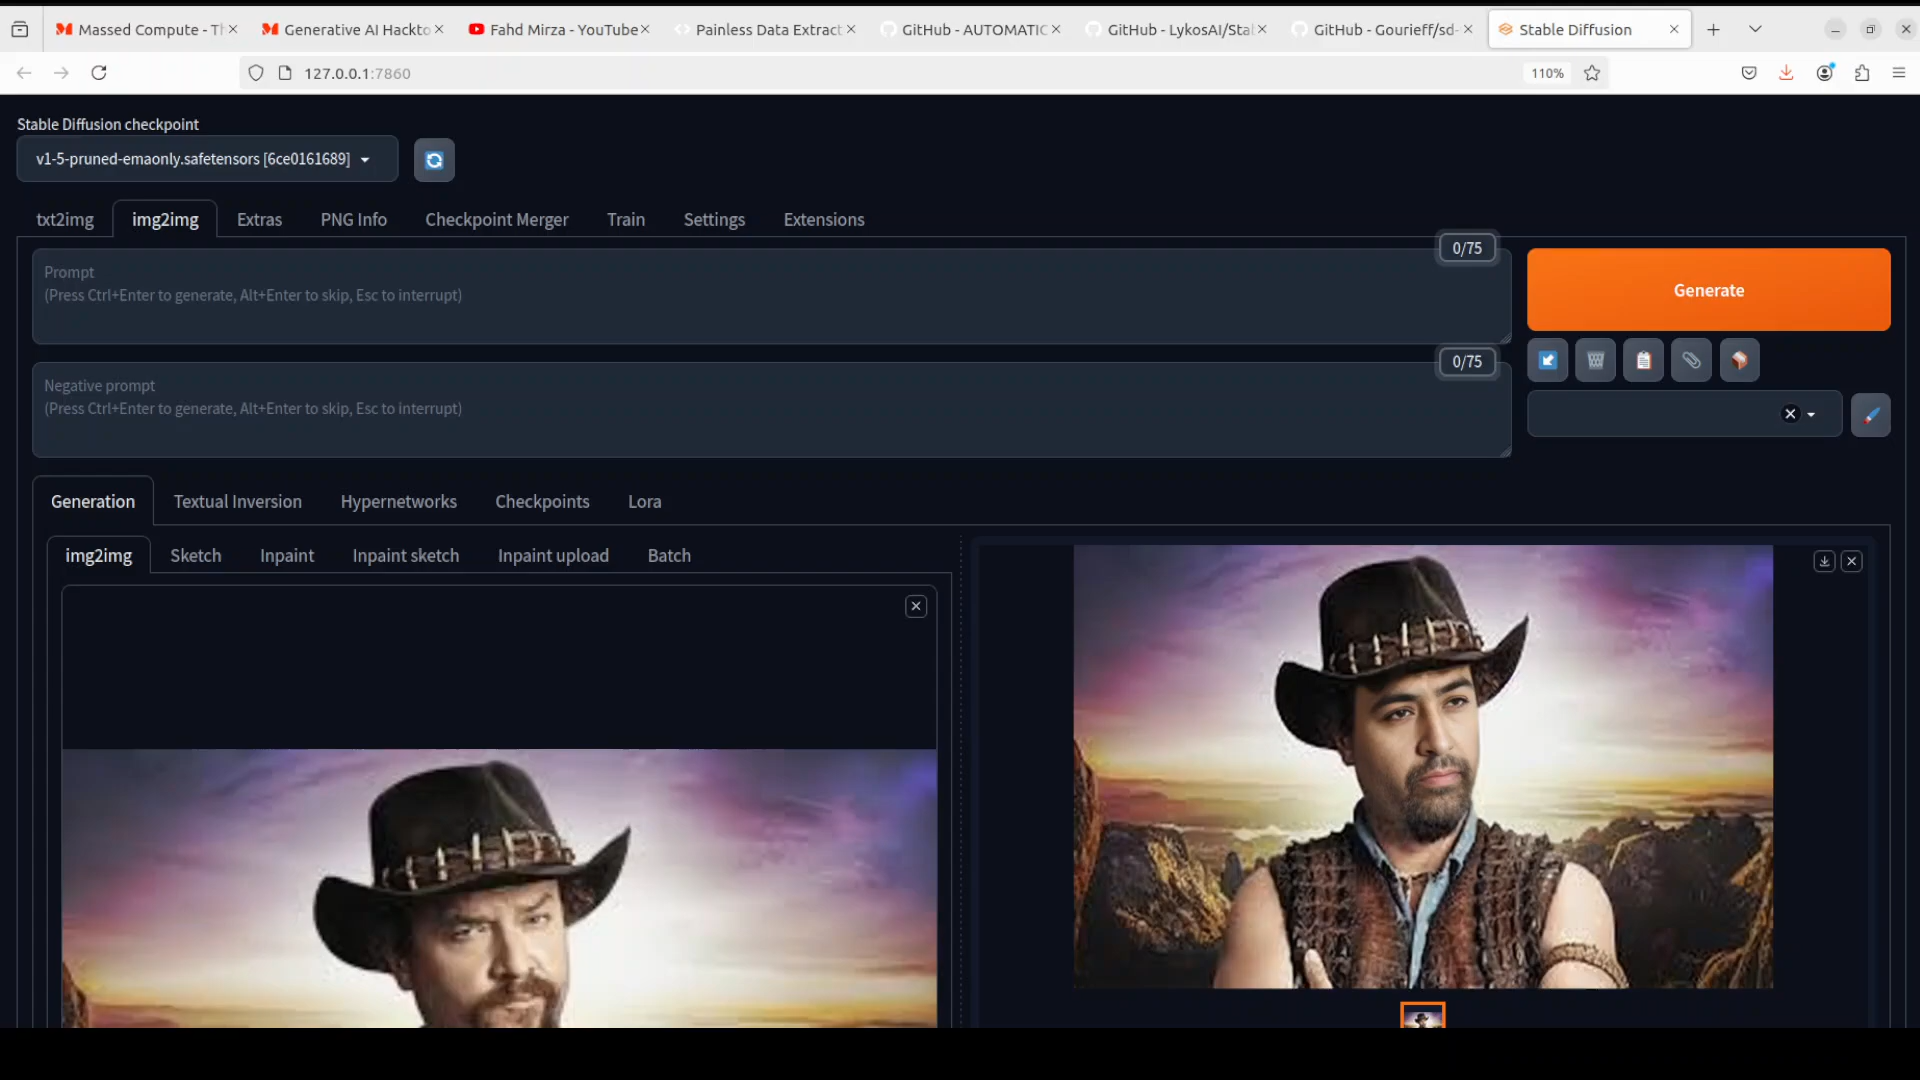 Massed Compute - Th
Generative AI Hackto
Fahd Mirza - YouTube
Painless Data Extract
GitHub - AUTOMATIC
GitHub - LykosAI/Stal
GitHub - Gourieff/sd-
Stable Diffusion
127.0.0.1:7860
110%
Stable Diffusion checkpoint
v1-5-pruned-emaonly.safetensors [6ce0161689]
txt2img
img2img
Extras
PNG Info
Checkpoint Merger
Train
Settings
Extensions
0/75
Prompt
(Press Ctrl+Enter to generate, Alt+Enter to skip, Esc to interrupt)
Generate
0/75
Negative prompt
(Press Ctrl+Enter to generate, Alt+Enter to skip, Esc to interrupt)
Generation
Textual Inversion
Hypernetworks
Checkpoints
Lora
img2img
Sketch
Inpaint
Inpaint sketch
Inpaint upload
Batch